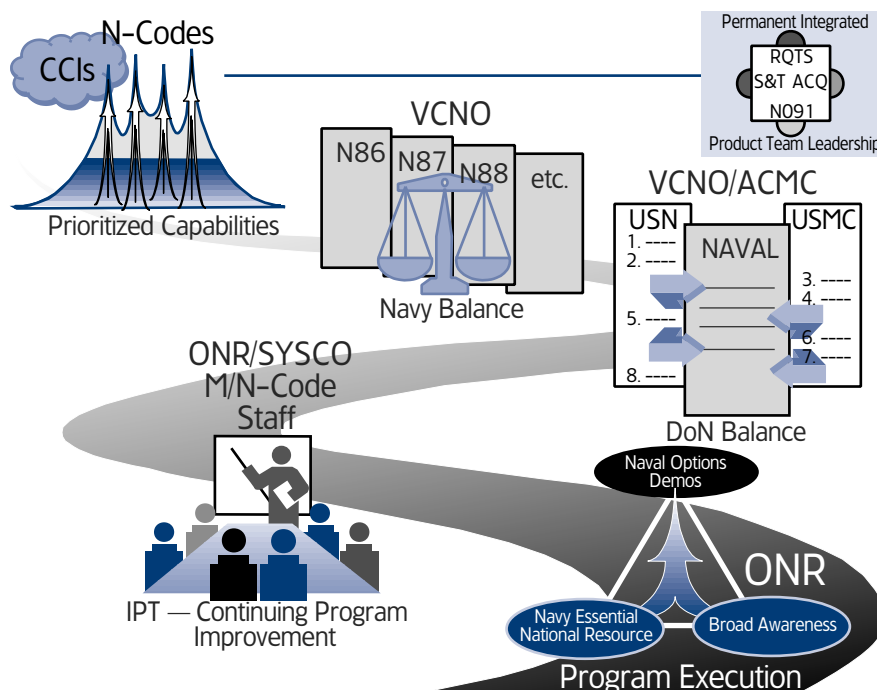 N-Codes
CCIs
Prioritized Capabilities
Permanent Integrated
RQTS
S&T ACQ
N091
Product Team Leadership
VCNO
N86
N87
N88
etc.
Navy Balance
VCNO/ACMC
USN
NAVAL
USMC
1. ----
2. ----
3. ----
4. ----
5. ----
6. ----
7. ----
8. ----
DoN Balance
ONR/SYSCO
M/N-Code
Staff
IPT — Continuing Program
Improvement
Naval Options
Demos
ONR
Navy Essential
National Resource
Broad Awareness
Program Execution